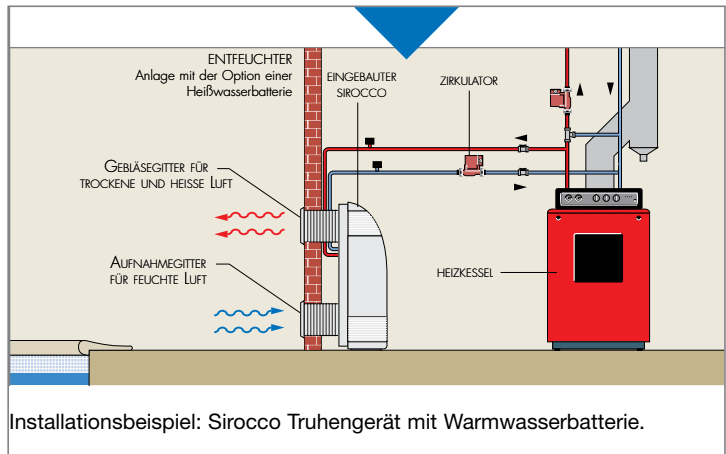 ENTFEUCHTER
Anlage mit der Option einer
Heißwasserbatterie
EINGEBAUTER
SIROCCO
ZIRKULATOR
GEBLÄSEGITTER FÜR
TROCKENE UND HEISSE LUFT
AUFNAHMEGITTER
FÜR FEUCHTE LUFT
HEIZKESSEL
Installationsbeispiel: Sirocco Truhengerät mit Warmwasserbatterie.